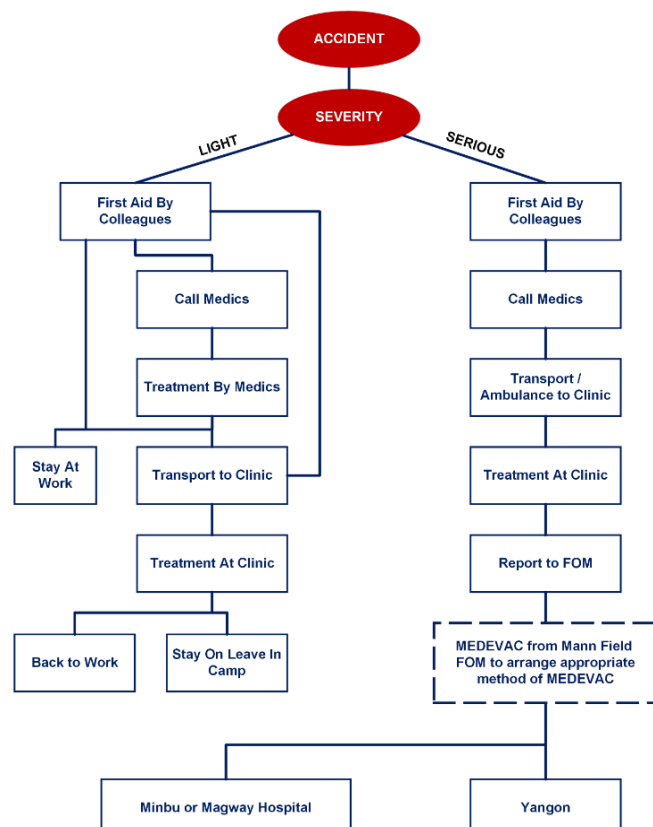 ACCIDENT
SEVERITY
LIGHT
SERIOUS
First Aid By
Colleagues
First Aid By
Colleagues
Call Medics
Call Medics
Treatment By Medics
Transport /
Ambulance to Clinic
Stay At
Work
Transport to Clinic
Treatment At Clinic
Treatment At Clinic
Report to FOM
Back to Work
Stay On Leave In
Camp
MEDEVAC from Mann Field
FOM to arrange appropriate
method of MEDEVAC
Minbu or Magway Hospital
Yangon